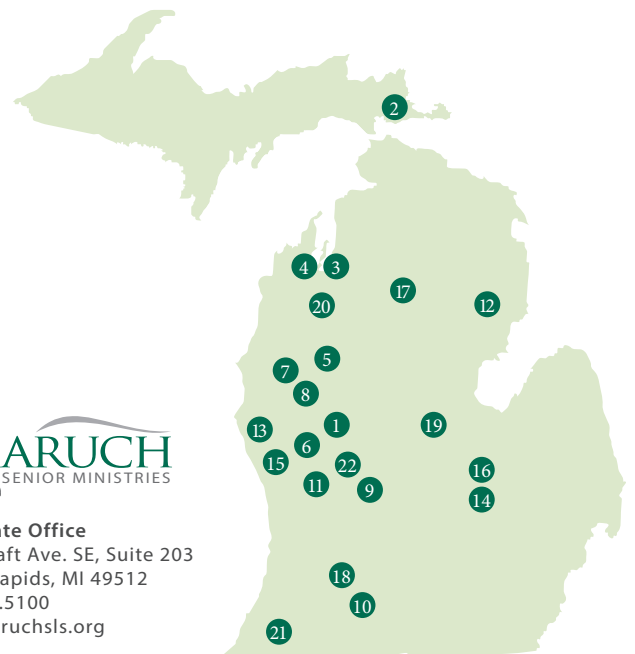 2
4 3
17
20 12
5
7
8
1 19
13
6
15 22 16
11 9
14
18
10
21
ARUCH
SENIOR MINISTRIES
te Office
aft Ave. SE, Suite 203
apids, MI 49512
.5100
ruchsls.org